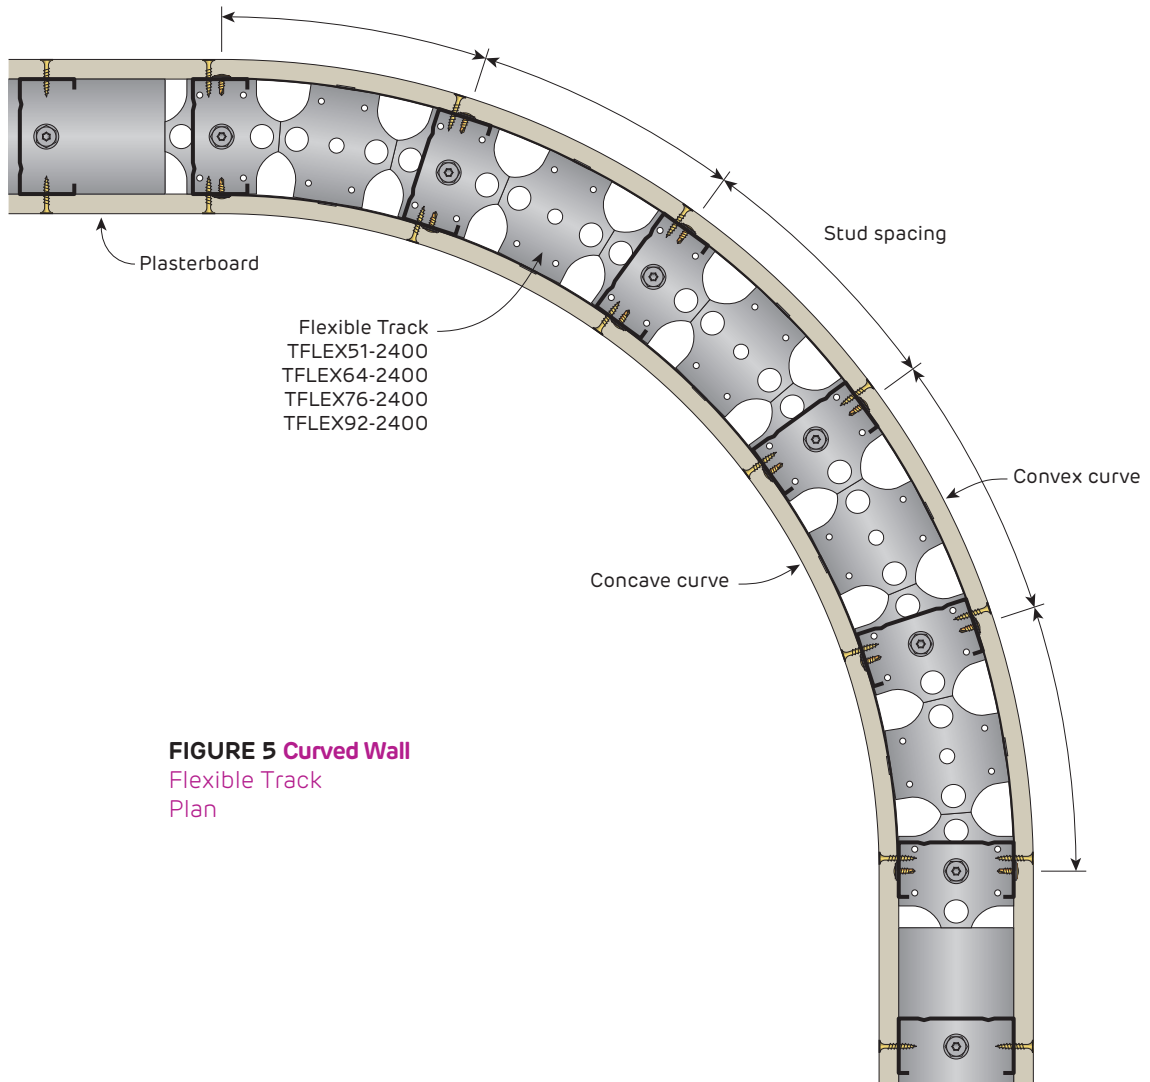 Stud spacing
Plasterboard
Flexible Track
TFLEX51-2400
TFLEX64-2400
TFLEX76-2400
TFLEX92-2400
Convex curve
Concave curve
FIGURE 5 Curved Wall
Flexible Track
Plan